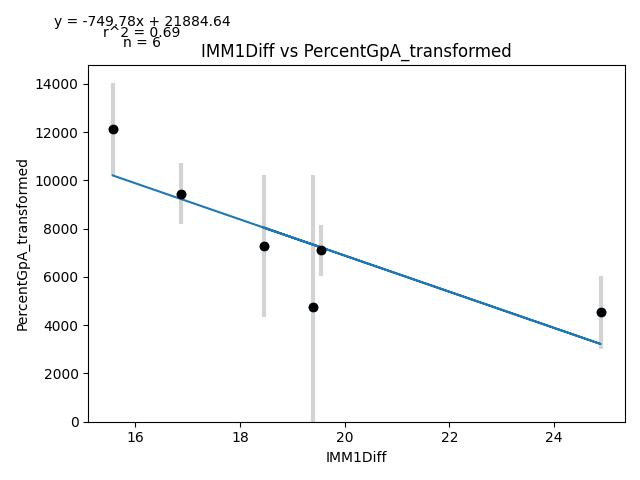 y = -749.78x + 21884.64
r^2 = 0.69
n = 6
IMM1Diff vs PercentGpA_transformed
PercentGpA_transformed
14000
12000
10000
8000
6000
4000
2000
0
16 18 20 22 24
IMM1Diff